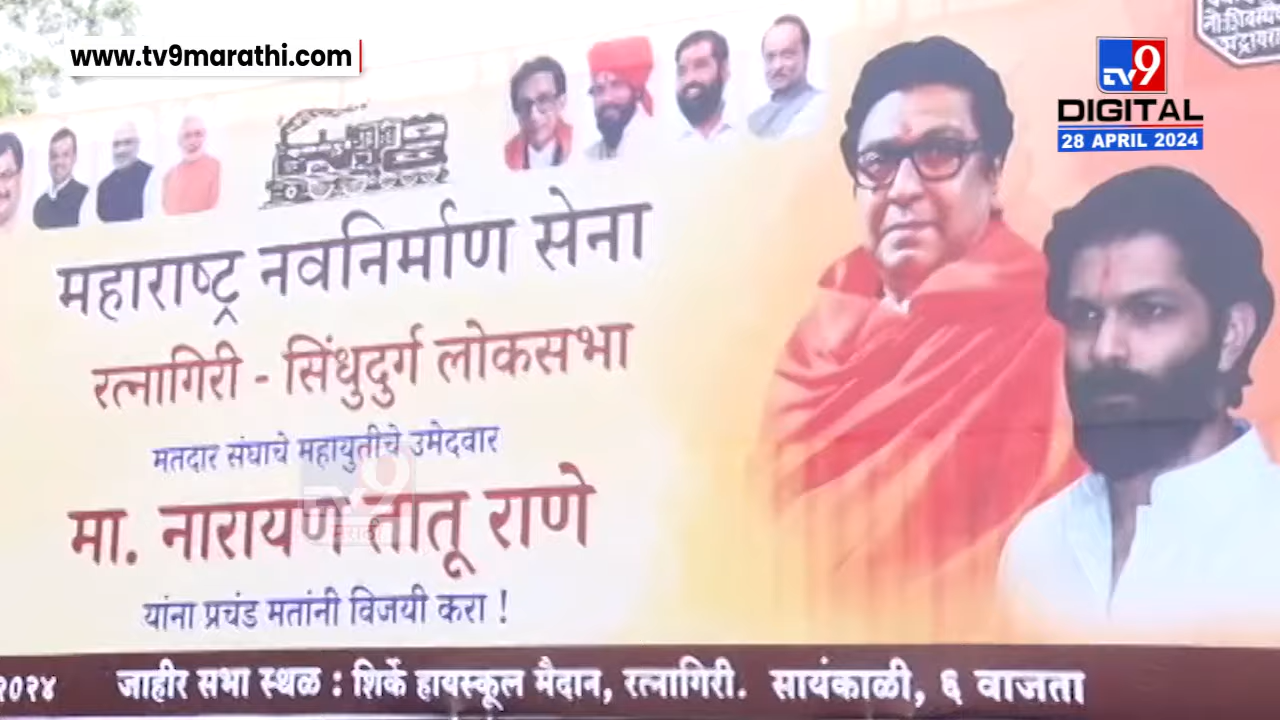 www.tv9marathi.com
TV9
DIGITAL
28 APRIL 2024
महाराष्ट्र नवनिर्माण सेना
रत्नागिरी - सिंधुदुर्ग लोकसभा
मतदार संघाचे महायुतीचे उमेदवार
मा. नारायण तातू राणे
यांना प्रचंड मतांनी विजयी करा !
२०२४ जाहीर सभा स्थळ : शिर्के हायस्कूल मैदान, रत्नागिरी. सायंकाळी, ६ वाजता